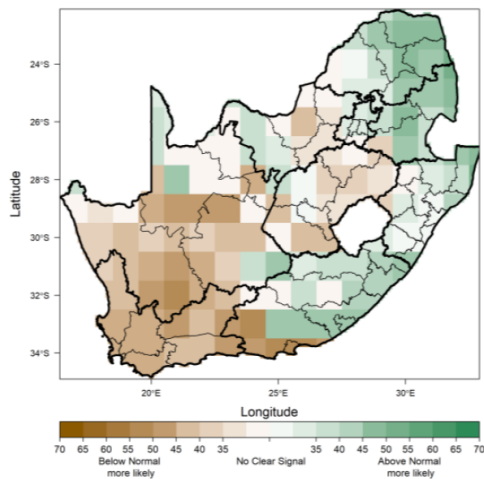 24°S
26°S
28°S
Latitude
30°S
32°S
34°S
20°E 25°E 30°E
Longitude
70 65 60 55 50 45 40 35 35 40 45 50 55 60 65 70
Below Normal No Clear Signal Above Normal
more likely more likely